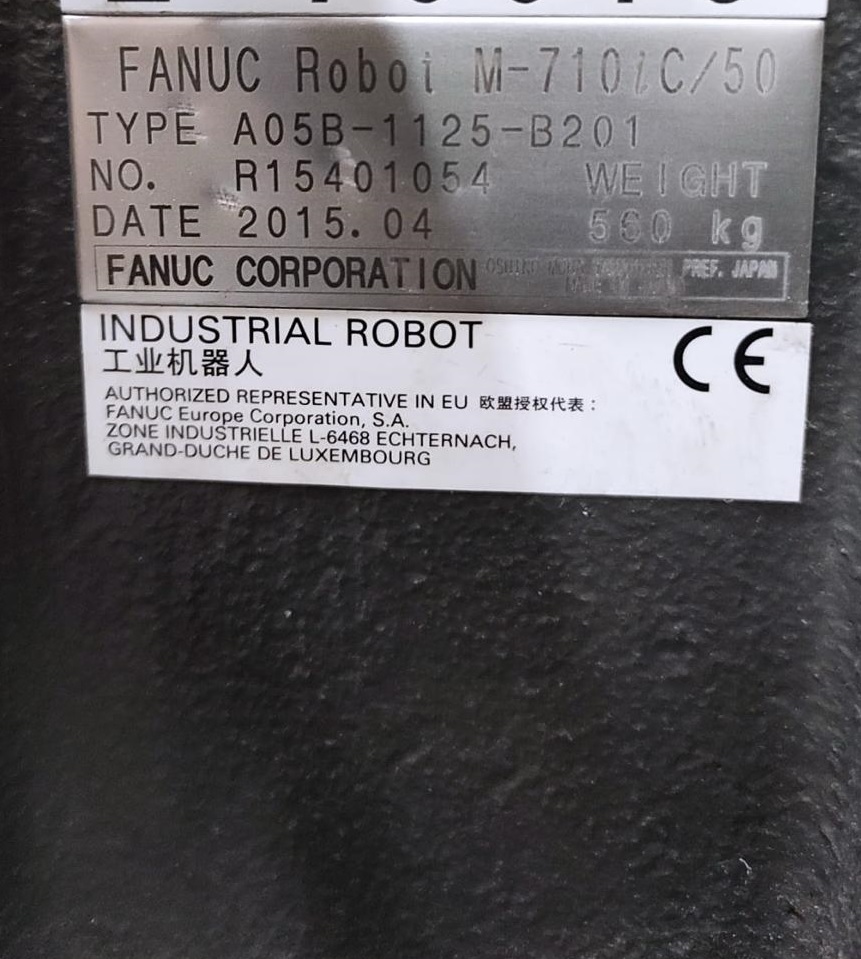 FANUC Robot M-710iC/50
TYPE A05B-1125-B201
NO. R15401054 WEIGHT
DATE 2015.04 560 kg
FANUC CORPORATION PREF. JAPAN
INDUSTRIAL ROBOT
工业机器人
CE
AUTHORIZED REPRESENTATIVE IN EU 欧盟授权代表：
FANUC Europe Corporation, S.A.
ZONE INDUSTRIELLE L-6468 ECHTERNACH,
GRAND-DUCHE DE LUXEMBOURG